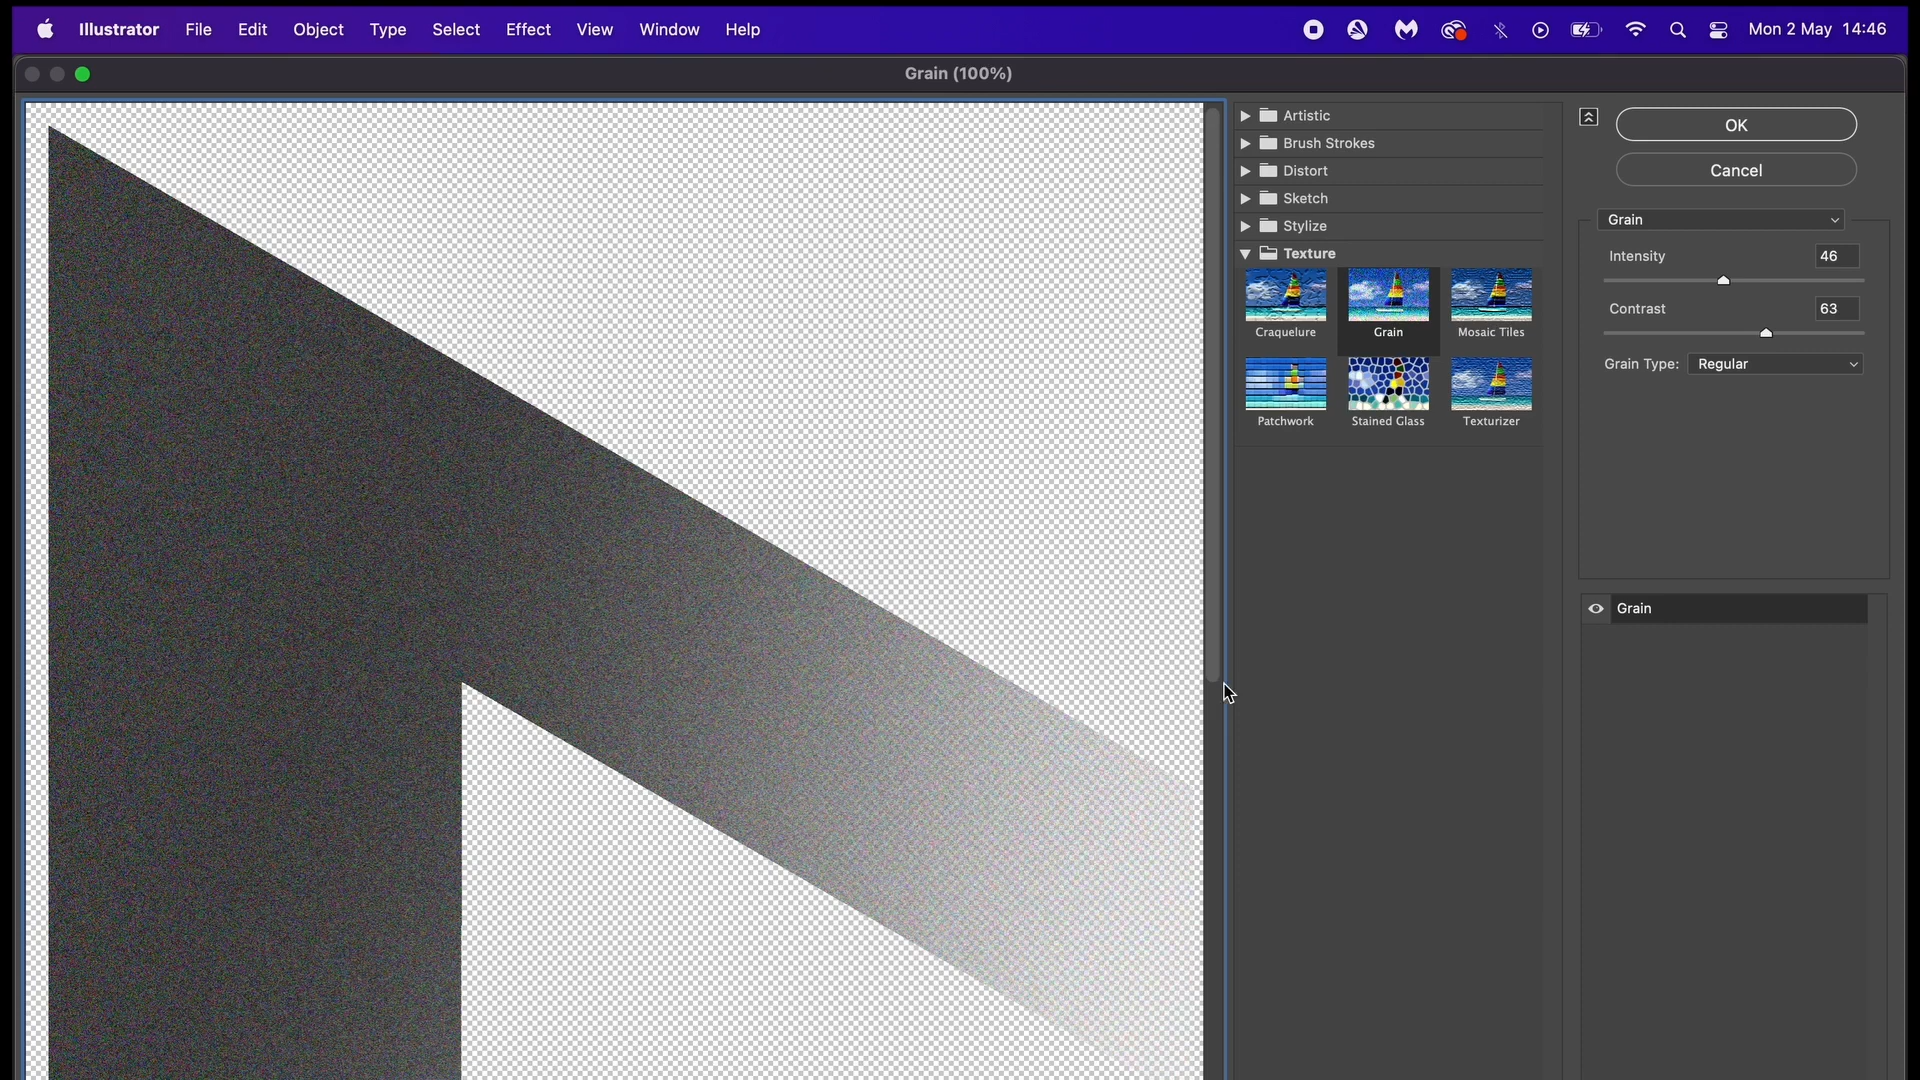 Illustrator File Edit Object Type Select Effect View Window Help Mon 2 May 14:46
Grain (100%)
Artistic
Brush Strokes
Distort
Sketch
Stylize
Texture
Craquelure Grain Mosaic Tiles
Patchwork Stained Glass Texturizer
OK
Cancel
Grain
Intensity 46
Contrast 63
Grain Type: Regular
Grain